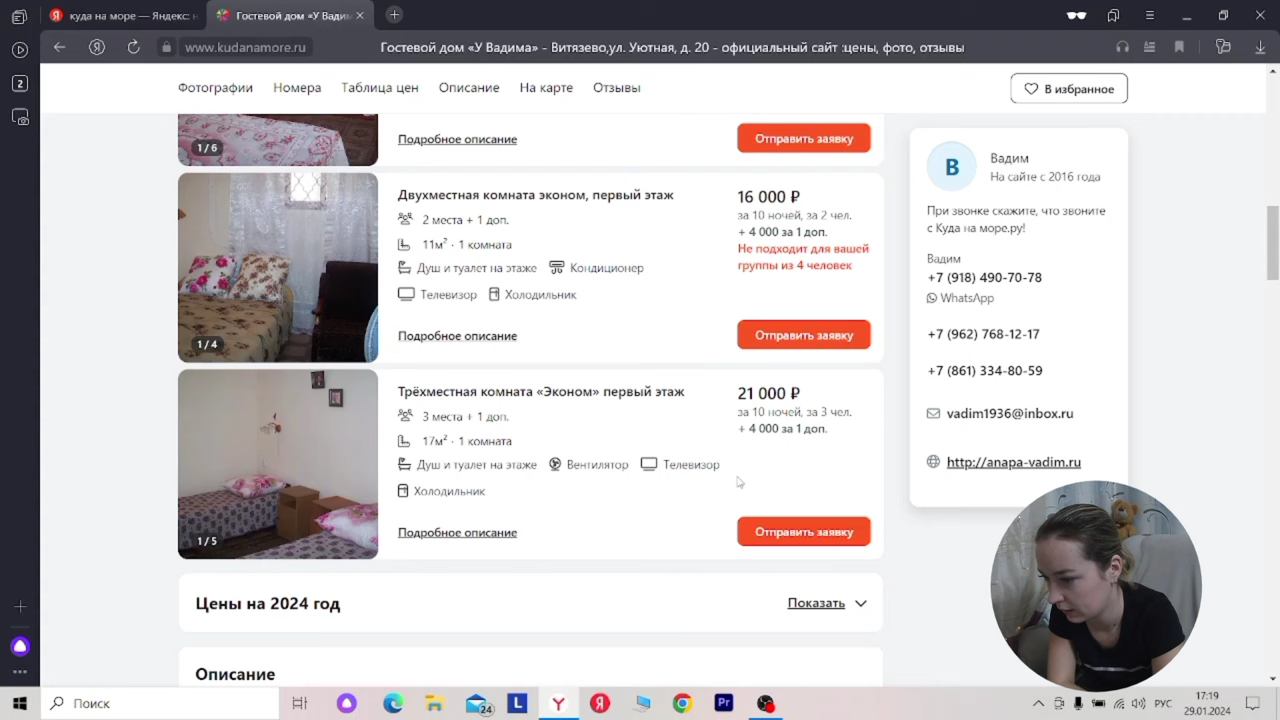 куда на море — Яндекс: н
Гостевой дом «У Вадим
2
www.kudanamore.ru
Гостевой дом «У Вадима» - Витязево,ул. Уютная, д. 20 - официальный сайт :цены, фото, отзывы
Фотографии Номера Таблица цен Описание На карте Отзывы
В избранное
1 / 6
Подробное описание
Отправить заявку
Двухместная комната эконом, первый этаж
2 места + 1 доп.
11м² · 1 комната
Душ и туалет на этаже Кондиционер
Телевизор Холодильник
Подробное описание
1 / 4
16 000 ₽
за 10 ночей, за 2 чел.
+ 4 000 за 1 доп.
Не подходит для вашей
группы из 4 человек
Отправить заявку
Трёхместная комната «Эконом» первый этаж
3 места + 1 доп.
17м² · 1 комната
Душ и туалет на этаже Вентилятор Телевизор
Холодильник
Подробное описание
1 / 5
21 000 ₽
за 10 ночей, за 3 чел.
+ 4 000 за 1 доп.
Отправить заявку
Цены на 2024 год
Показать
Описание
В
Вадим
На сайте с 2016 года
При звонке скажите, что звоните
с Куда на море.ру!
Вадим
+7 (918) 490-70-78
WhatsApp
+7 (962) 768-12-17
+7 (861) 334-80-59
vadim1936@inbox.ru
http://anapa-vadim.ru
Поиск
24
L
Y
Я
Pr
РУС
17:19
29.01.2024